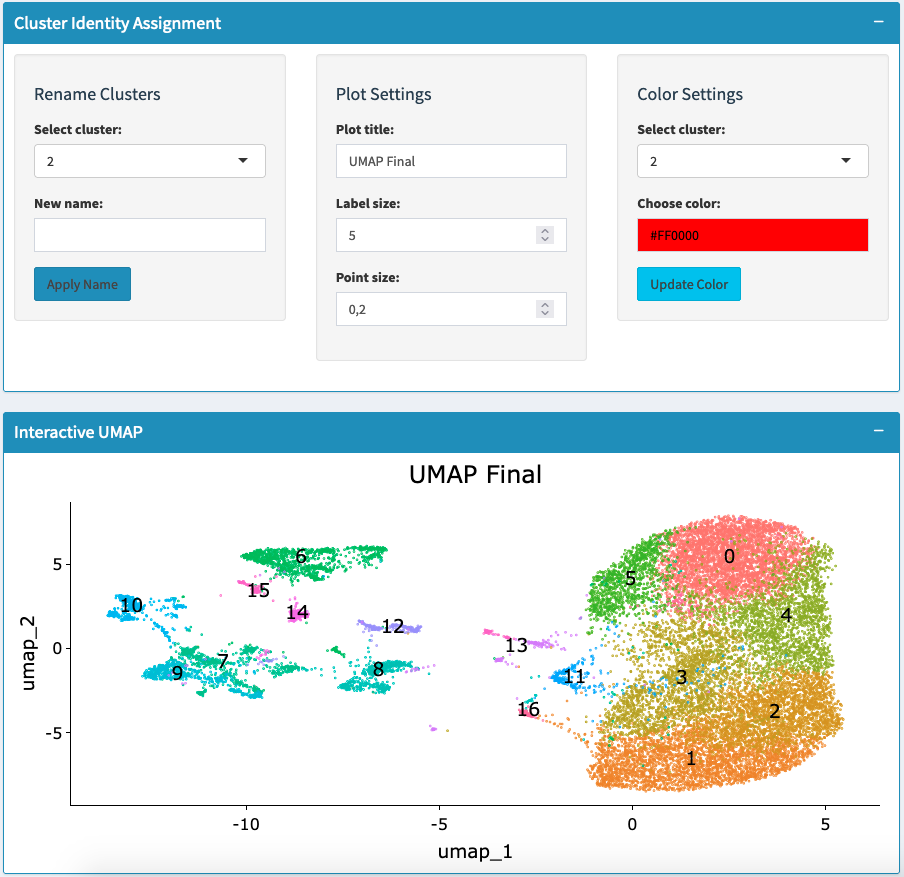 Cluster Identity Assignment
−
Rename Clusters
Select cluster:
2
New name:
Apply Name
Plot Settings
Plot title:
UMAP Final
Label size:
5
Point size:
0,2
Color Settings
Select cluster:
2
Choose color:
#FF0000
Update Color
Interactive UMAP
−
UMAP Final
umap_2
5
0
-5
6
0
5
15
10
14
4
12
13
7
9
8
11
3
16
2
1
-10
-5
0
5
umap_1